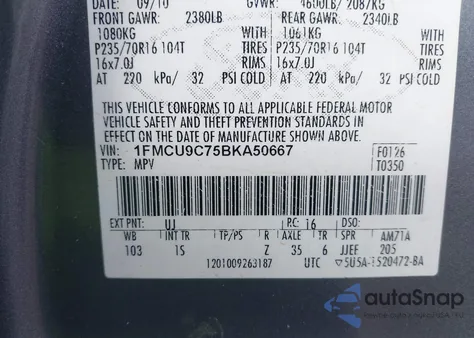 DATE: 09/10 GVWR: 4600LB/ 2087KG
FRONT GAWR: 2380LB REAR GAWR: 2340LB
1080KG WITH 1061KG WITH
P235/70R16 104T TIRES P235/70R16 104T TIRES
16x7.0J RIMS 16x7.0J RIMS
AT 220 kPa/ 32 PSI COLD AT 220 kPa/ 32 PSI COLD
THIS VEHICLE CONFORMS TO ALL APPLICABLE FEDERAL MOTOR
VEHICLE SAFETY AND THEFT PREVENTION STANDARDS IN
EFFECT ON THE DATE OF MANUFACTURE SHOWN ABOVE.
VIN: 1FMCU9C75BKA50667 F0126
TYPE: MPV T0350
EXT PNT: UJ RC: 16 DSO:
WB INT TR TP/PS R AXLE TR SPR AM71A
103 1S Z 35 6 JJEF 205
1201009263187 UTC ▽5U5A-1520472-BA
autoSnap